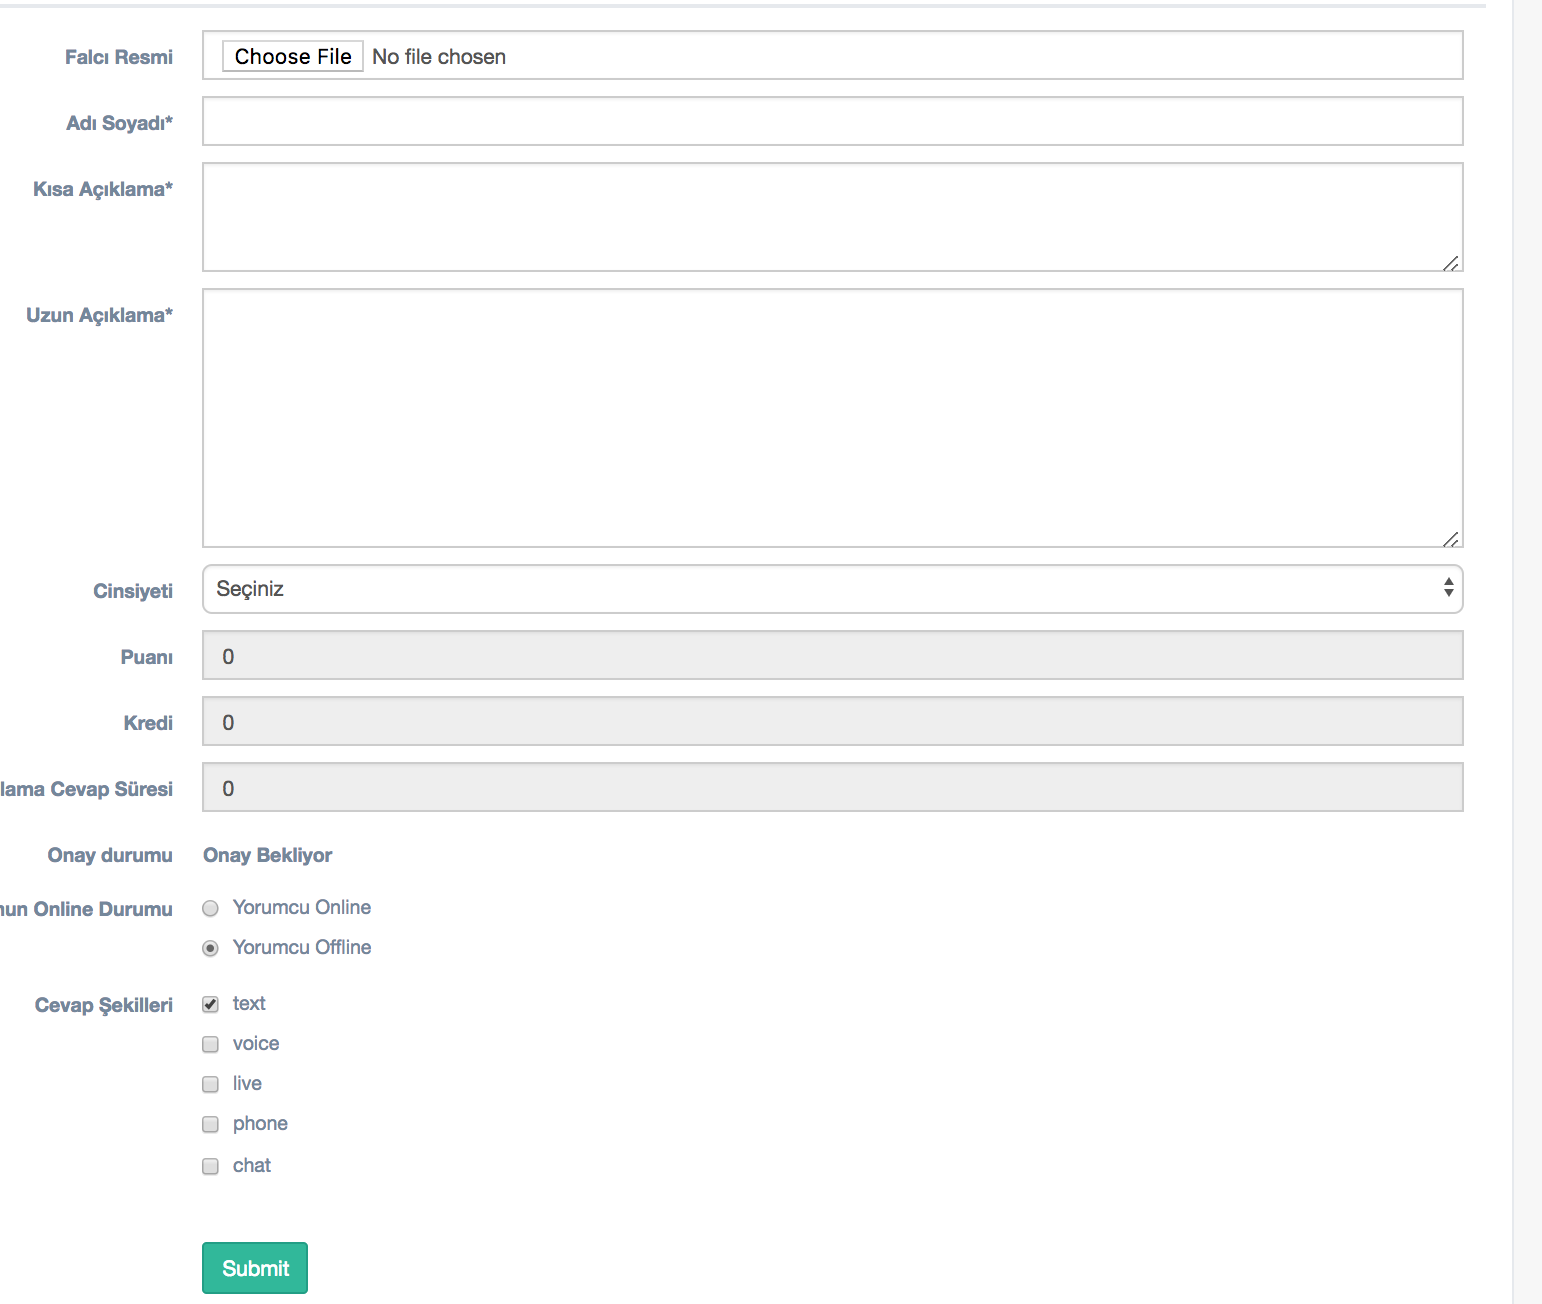 Falcı Resmi Choose File No file chosen
Adı Soyadı*
Kısa Açıklama*
Uzun Açıklama*
Cinsiyeti Seçiniz
Puanı 0
Kredi 0
Cevap Süresi 0
Onay durumu Onay Bekliyor
Online Durumu Yorumcu Online
Yorumcu Offline
Cevap Şekilleri text
voice
live
phone
chat
Submit